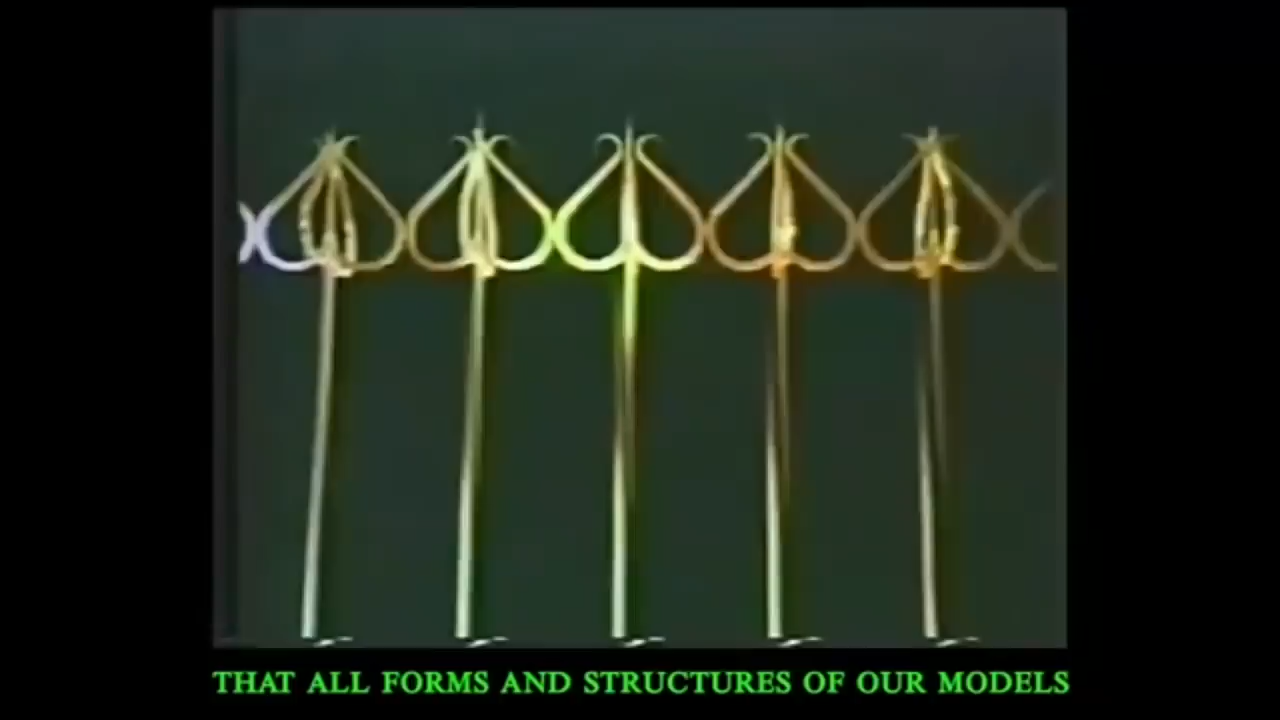 THAT ALL FORMS AND STRUCTURES OF OUR MODELS